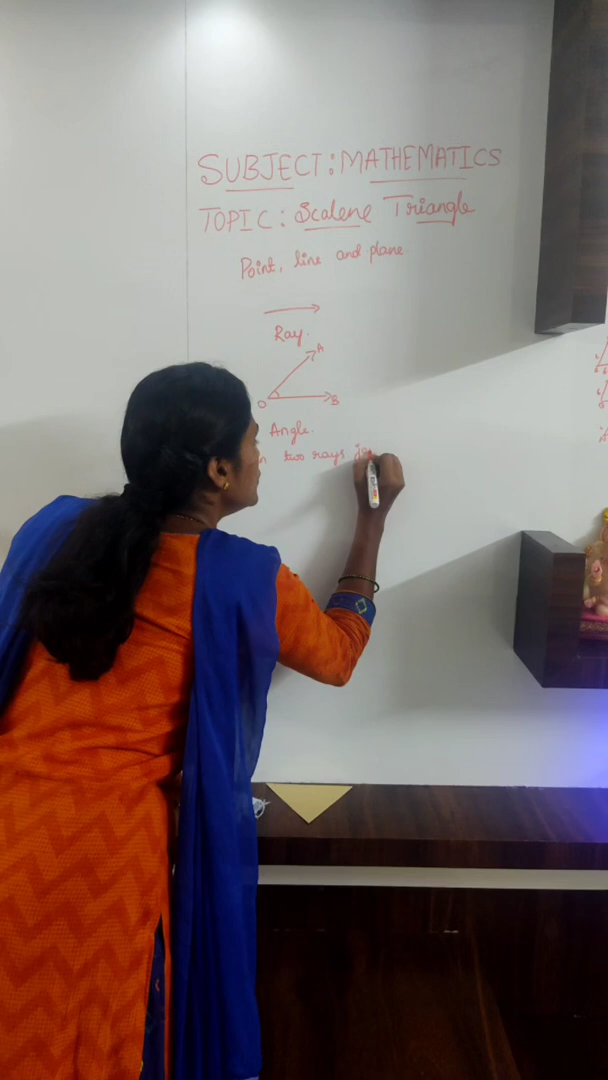 SUBJECT: MATHEMATICS
TOPIC: Scalene Triangle
Point, line and plane
Ray.
A
O B
Angle.
two rays